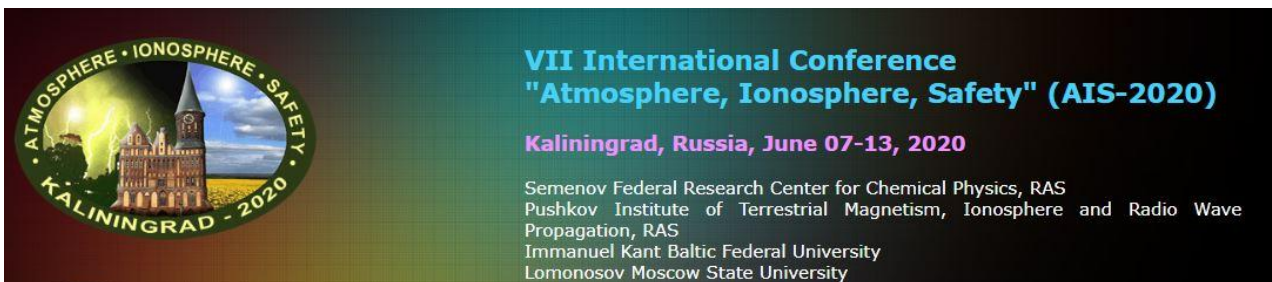 ATMOSPHERE • IONOSPHERE • SAFETY •
KALININGRAD - 2020
VII International Conference
"Atmosphere, Ionosphere, Safety" (AIS-2020)
Kaliningrad, Russia, June 07-13, 2020
Semenov Federal Research Center for Chemical Physics, RAS
Pushkov Institute of Terrestrial Magnetism, Ionosphere and Radio Wave
Propagation, RAS
Immanuel Kant Baltic Federal University
Lomonosov Moscow State University